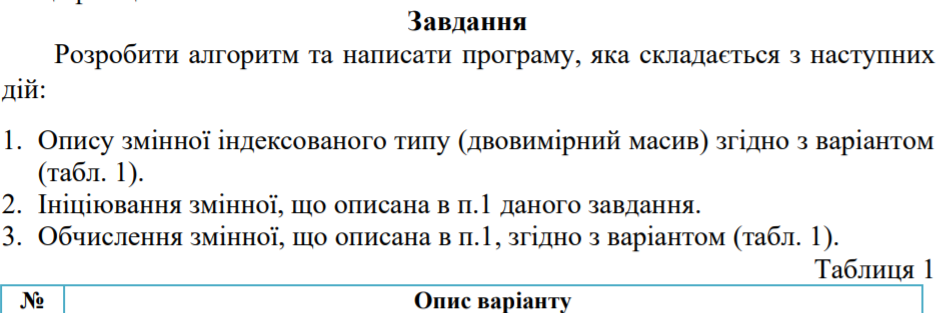 Завдання
Розробити алгоритм та написати програму, яка складається з наступних
дій:
1. Опису змінної індексованого типу (двовимірний масив) згідно з варіантом
(табл. 1).
2. Ініціювання змінної, що описана в п.1 даного завдання.
3. Обчислення змінної, що описана в п.1, згідно з варіантом (табл. 1).
Таблиця 1
№ Опис варіанту